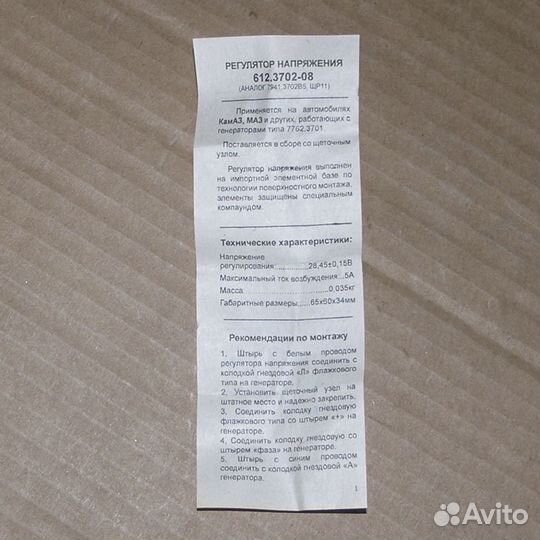 РЕГУЛЯТОР НАПРЯЖЕНИЯ
612.3702-08
(АНАЛОГ 7941.3702В5, ЩР11)
Применяется на автомобилях
КамАЗ, МАЗ и других, работающих с
генераторами типа 7762.3701.
Поставляется в сборе со щеточным
узлом.
Регулятор напряжения выполнен
на импортной элементной базе по
технологии поверхностного монтажа,
элементы защищены специальным
компаундом.
Технические характеристики:
Напряжение
регулирования:..........28,45±0,15В
Максимальный ток возбуждения:...5А
Масса..........................0,035кг
Габаритные размеры:....65х60х34мм
Рекомендации по монтажу
1. Штырь с белым проводом
регулятора напряжения соединить с
колодкой гнездовой «Л» флажкового
типа на генераторе.
2. Установить щеточный узел на
штатное место и надежно закрепить.
3. Соединить колодку гнездовую
флажкового типа со штырем «+» на
генераторе.
4. Соединить колодку гнездовую со
штырем «фаза» на генераторе.
5. Штырь с синим проводом
соединить с колодкой гнездовой «А»
генератора.
1
Avito